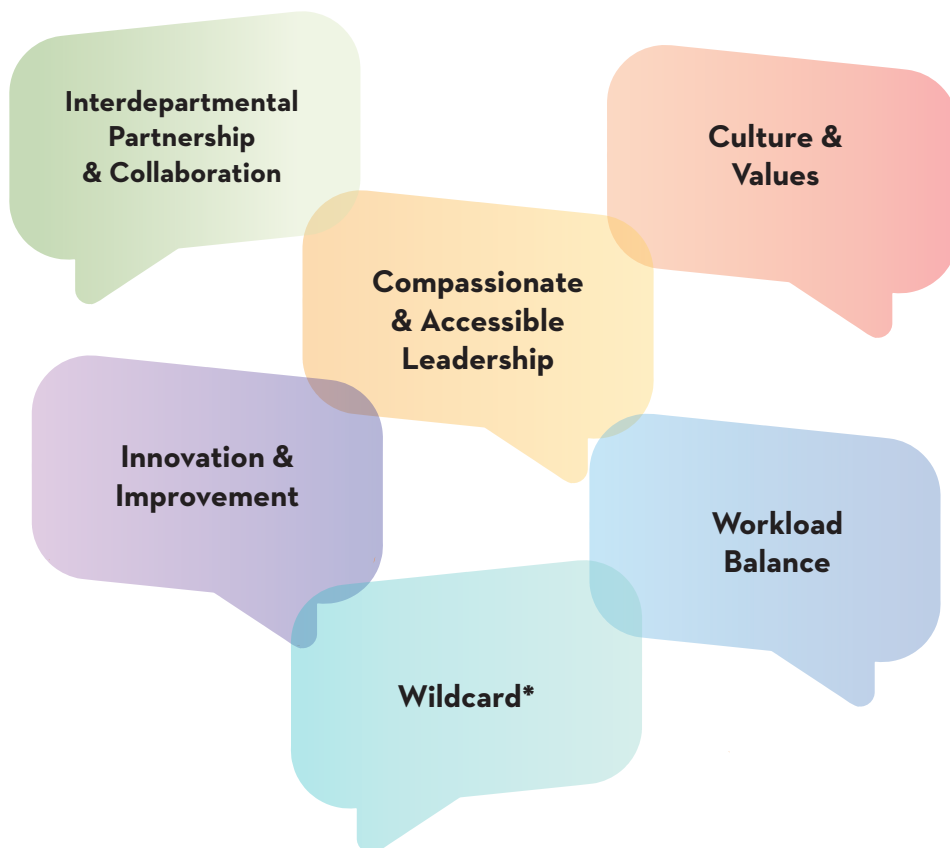 Interdepartmental
Partnership
& Collaboration
Culture &
Values
Compassionate
& Accessible
Leadership
Innovation &
Improvement
Workload
Balance
Wildcard*